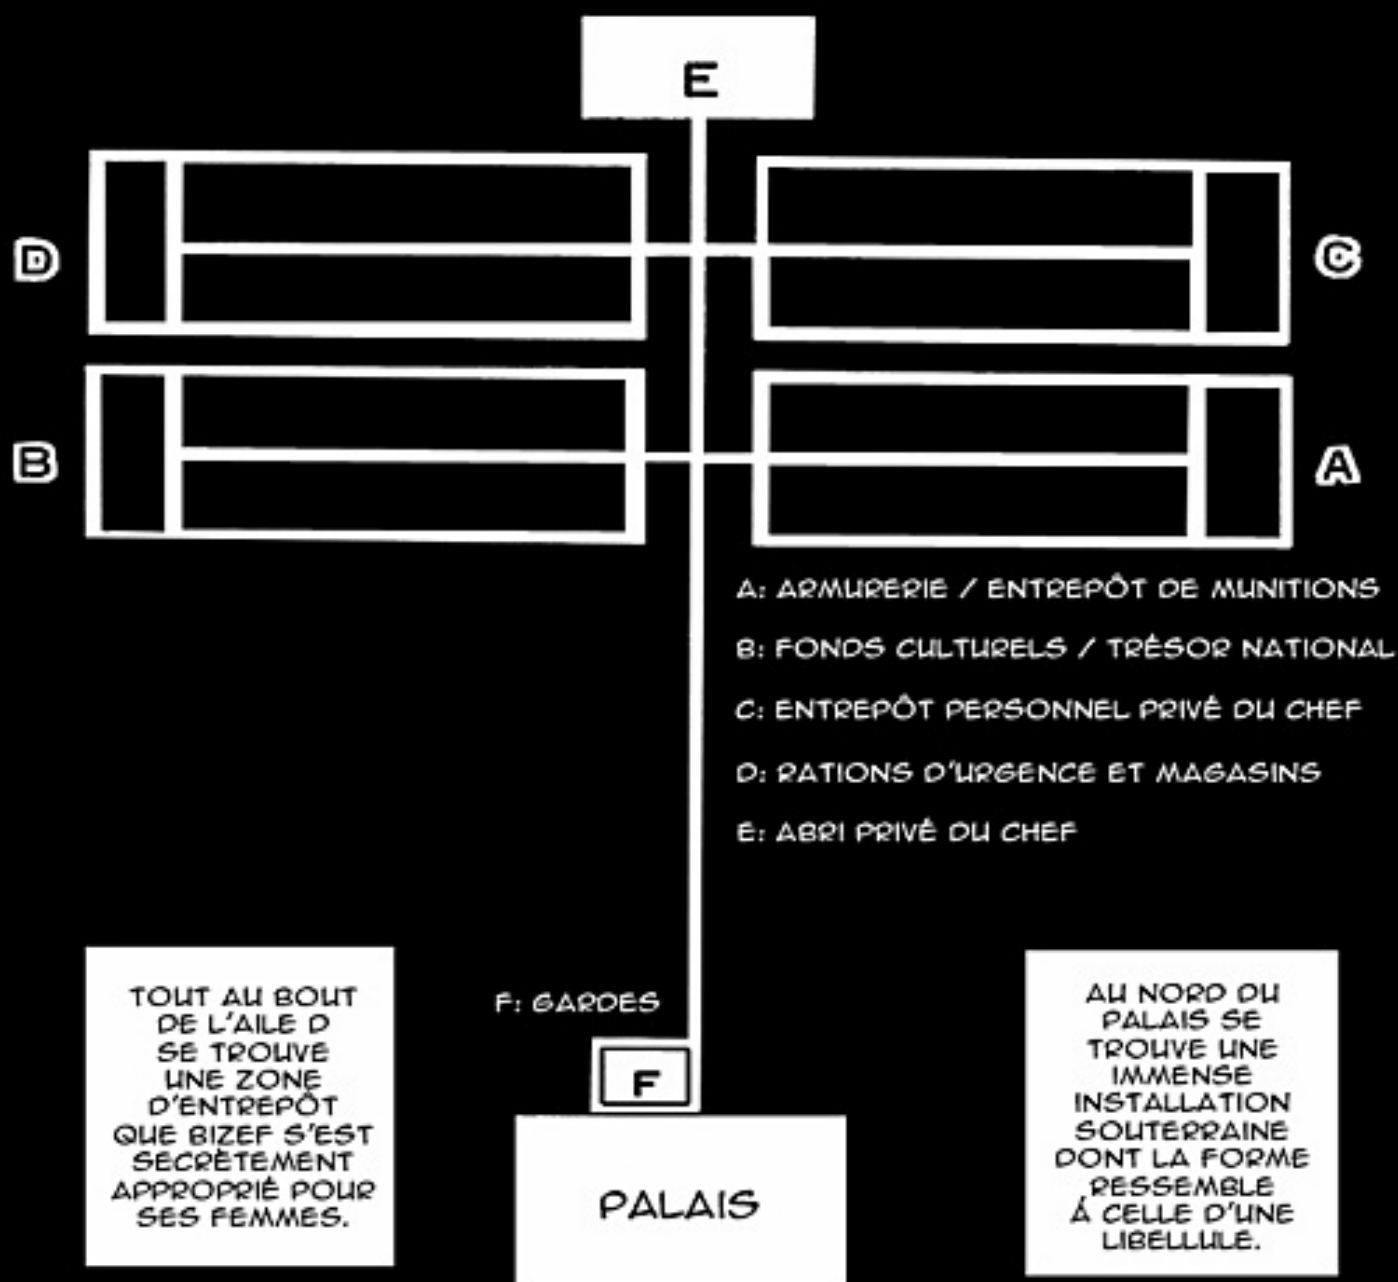 E
D
C
B
A
A: ARMURERIE / ENTREPÔT DE MUNITIONS
B: FONDS CULTURELS / TRÉSOR NATIONAL
C: ENTREPÔT PERSONNEL PRIVÉ DU CHEF
D: RATIONS D'URGENCE ET MAGASINS
E: ABRI PRIVÉ DU CHEF
TOUT AU BOUT
DE L'AILE D
SE TROUVE
UNE ZONE
D'ENTREPÔT
QUE BIZEF S'EST
SECRÈTEMENT
APPROPRIÉ POUR
SES FEMMES.
F: GARDES
F
PALAIS
AU NORD DU
PALAIS SE
TROUVE UNE
IMMENSE
INSTALLATION
SOUTERRAINE
DONT LA FORME
RESSEMBLE
Á CELLE D'UNE
LIBELLULE.